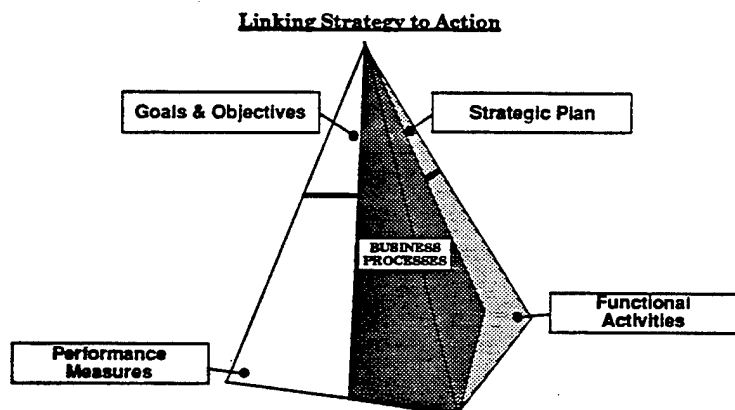 Linking Strategy to Action
Goals & Objectives
Strategic Plan
BUSINESS
PROCESSES
Functional
Activities
Performance
Measures